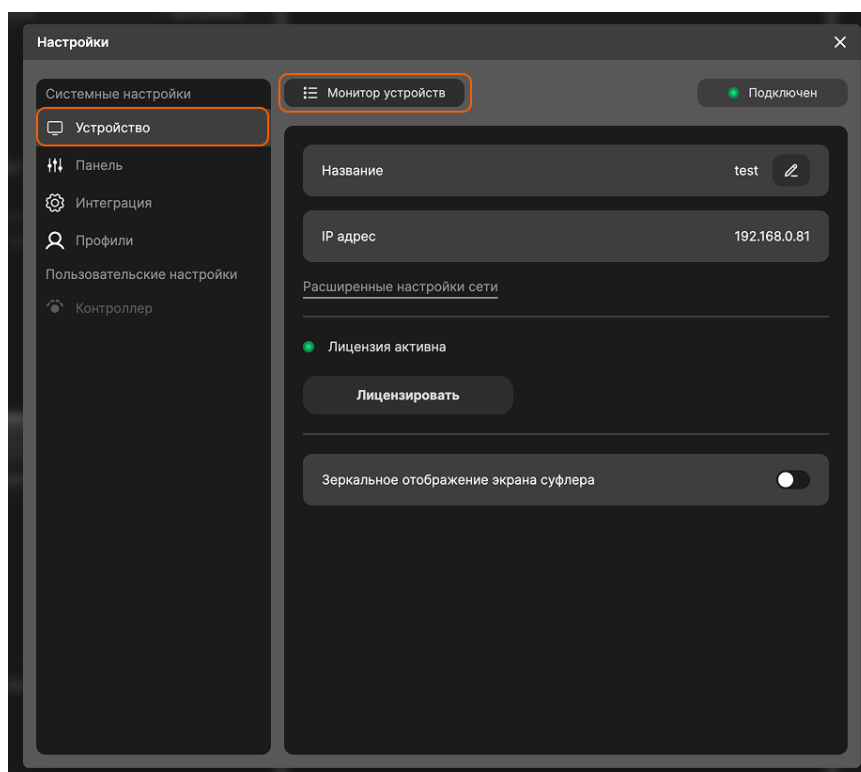 Настройки
Системные настройки
Устройство
Панель
Интеграция
Профили
Пользовательские настройки
Контроллер
Монитор устройств
Подключен
Название
test
IP адрес
192.168.0.81
Расширенные настройки сети
Лицензия активна
Лицензировать
Зеркальное отображение экрана суфлера